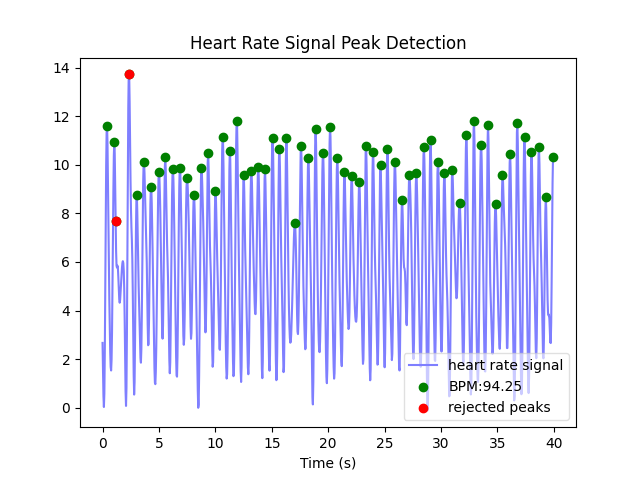 Heart Rate Signal Peak Detection
14
12
10
8
6
4
2
0
heart rate signal
BPM:94.25
rejected peaks
0 5 10 15 20 25 30 35 40
Time (s)